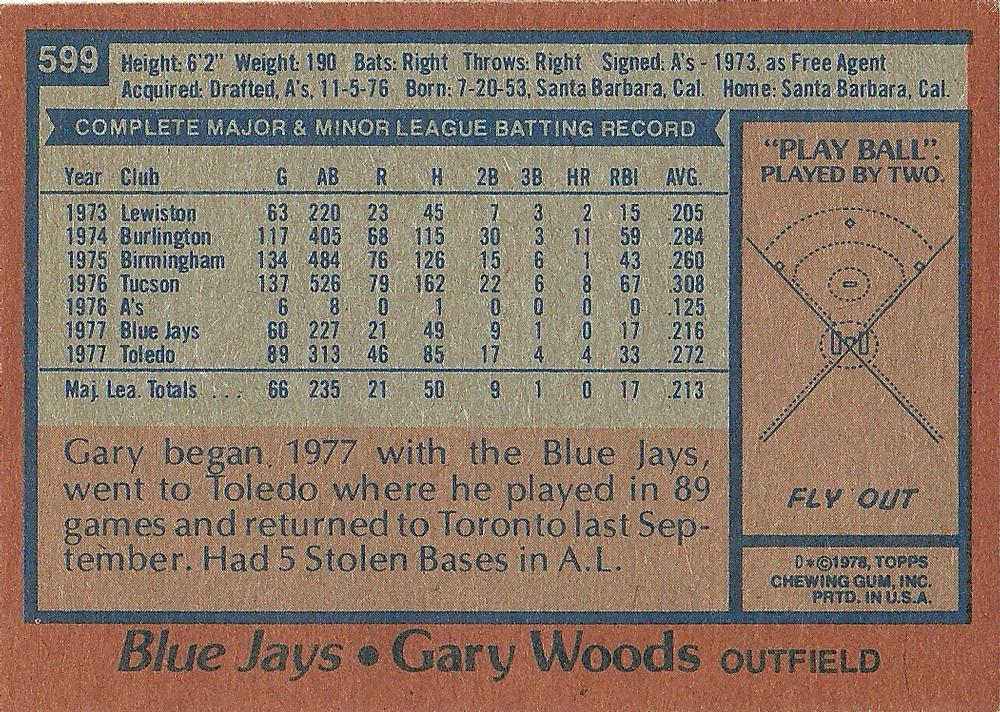 599
Height: 6'2" Weight: 190 Bats: Right Throws: Right Signed: A's - 1973, as Free Agent
Acquired: Drafted, A's, 11-5-76 Born: 7-20-53, Santa Barbara, Cal. Home: Santa Barbara, Cal.
COMPLETE MAJOR & MINOR LEAGUE BATTING RECORD
Year Club G AB R H 2B 3B HR RBI AVG.
1973 Lewiston 63 220 23 45 7 3 2 15 .205
1974 Burlington 117 405 68 115 30 3 11 59 .284
1975 Birmingham 134 484 76 126 15 6 1 43 .260
1976 Tucson 137 526 79 162 22 6 8 67 .308
1976 A's 6 8 0 1 0 0 0 0 .125
1977 Blue Jays 60 227 21 49 9 1 0 17 .216
1977 Toledo 89 313 46 85 17 4 4 33 .272
Maj. Lea. Totals ... 66 235 21 50 9 1 0 17 .213
Gary began 1977 with the Blue Jays,
went to Toledo where he played in 89
games and returned to Toronto last Sep-
tember. Had 5 Stolen Bases in A.L.
"PLAY BALL".
PLAYED BY TWO.
FLY OUT
D*©1978, TOPPS
CHEWING GUM, INC.
PRTD. IN U.S.A.
Blue Jays • Gary Woods OUTFIELD